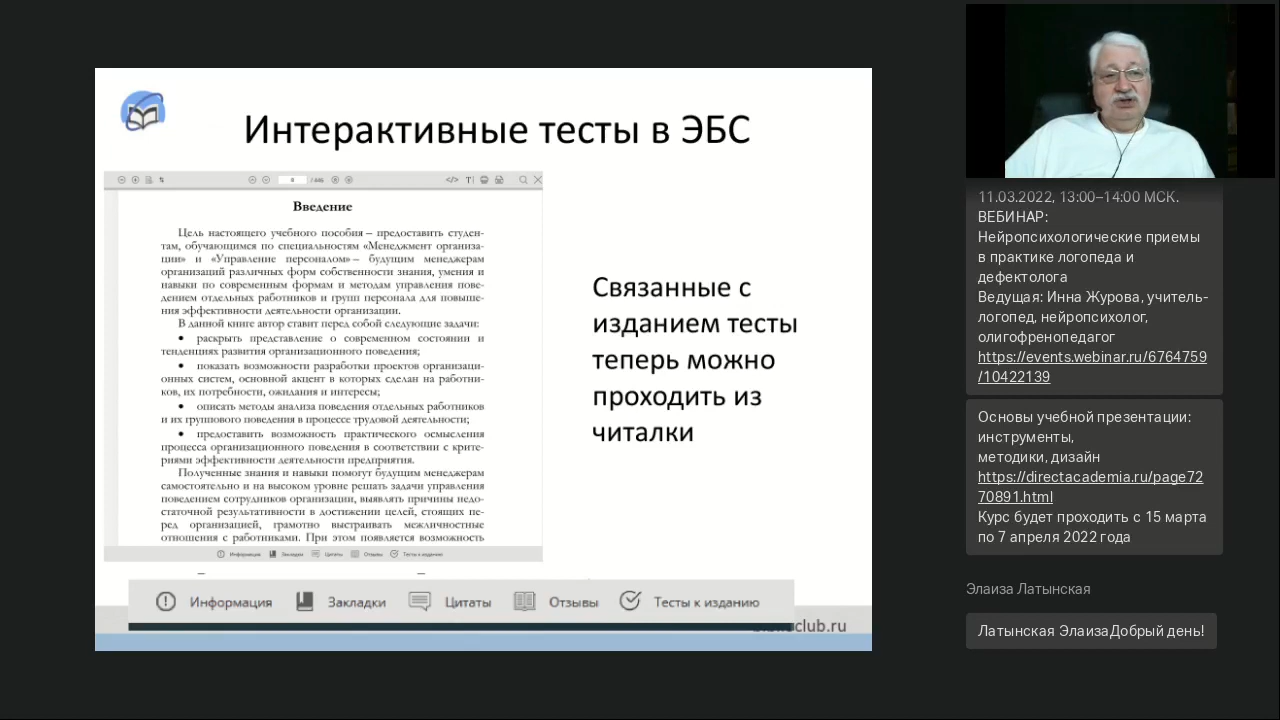 Интерактивные тесты в ЭБС
8
/ 446
</>
T
Введение
Цель настоящего учебного пособия – предоставить студен-
там, обучающимся по специальностям «Менеджмент организа-
ции» и «Управление персоналом» – будущим менеджерам
организаций различных форм собственности знания, умения и
навыки по современным формам и методам управления пове-
дением отдельных работников и групп персонала для повыше-
ния эффективности деятельности организации.
В данной книге автор ставит перед собой следующие задачи:
• раскрыть представление о современном состоянии и
тенденциях развития организационного поведения;
• показать возможности разработки проектов организаци-
онных систем, основной акцент в которых сделан на работни-
ков, их потребности, ожидания и интересы;
• описать методы анализа поведения отдельных работников
и их группового поведения в процессе трудовой деятельности;
• предоставить возможность практического осмысления
процесса организационного поведения в соответствии с крите-
риями эффективности деятельности предприятия.
Полученные знания и навыки помогут будущим менеджерам
самостоятельно и на высоком уровне решать задачи управления
поведением сотрудников организации, выявлять причины недо-
статочной результативности в достижении целей, стоящих пе-
ред организацией, грамотно выстраивать межличностные
отношения с работниками. При этом появляется возможность
Информация Закладки Цитаты Отзывы Тесты к изданию
Связанные с
изданием тесты
теперь можно
проходить из
читалки
Информация Закладки Цитаты Отзывы Тесты к изданию
club.ru
11.03.2022, 13:00–14:00 МСК.
ВЕБИНАР:
Нейропсихологические приемы
в практике логопеда и
дефектолога
Ведущая: Инна Журова, учитель-
логопед, нейропсихолог,
олигофренопедагог
https://events.webinar.ru/6764759
/10422139
Основы учебной презентации:
инструменты,
методики, дизайн
https://directacademia.ru/page72
70891.html
Курс будет проходить с 15 марта
по 7 апреля 2022 года
Элаиза Латынская
Латынская ЭлаизаДобрый день!